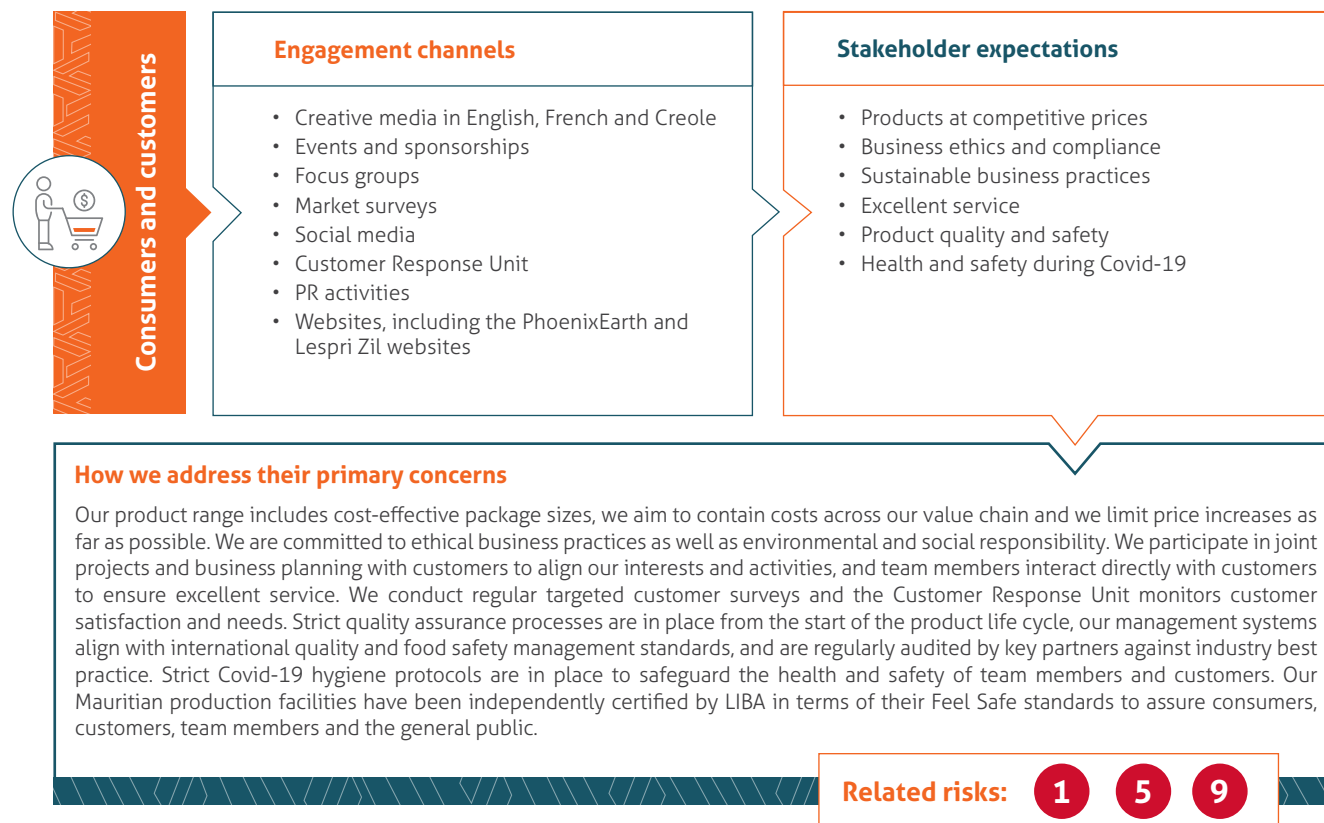 Consumers and customers
Engagement channels
• Creative media in English, French and Creole
• Events and sponsorships
• Focus groups
• Market surveys
• Social media
• Customer Response Unit
• PR activities
• Websites, including the PhoenixEarth and
Lespri Zil websites
Stakeholder expectations
• Products at competitive prices
• Business ethics and compliance
• Sustainable business practices
• Excellent service
• Product quality and safety
• Health and safety during Covid-19
How we address their primary concerns
Our product range includes cost-effective package sizes, we aim to contain costs across our value chain and we limit price increases as
far as possible. We are committed to ethical business practices as well as environmental and social responsibility. We participate in joint
projects and business planning with customers to align our interests and activities, and team members interact directly with customers
to ensure excellent service. We conduct regular targeted customer surveys and the Customer Response Unit monitors customer
satisfaction and needs. Strict quality assurance processes are in place from the start of the product life cycle, our management systems
align with international quality and food safety management standards, and are regularly audited by key partners against industry best
practice. Strict Covid-19 hygiene protocols are in place to safeguard the health and safety of team members and customers. Our
Mauritian production facilities have been independently certified by LIBA in terms of their Feel Safe standards to assure consumers,
customers, team members and the general public.
Related risks: 1 5 9